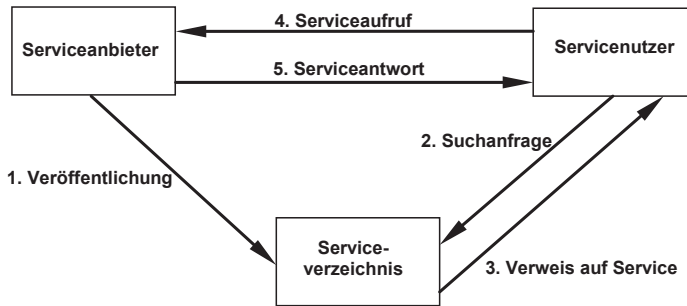 4. Serviceaufruf
Serviceanbieter
Servicenutzer
5. Serviceantwort
2. Suchanfrage
1. Veröffentlichung
Service-
verzeichnis
3. Verweis auf Service